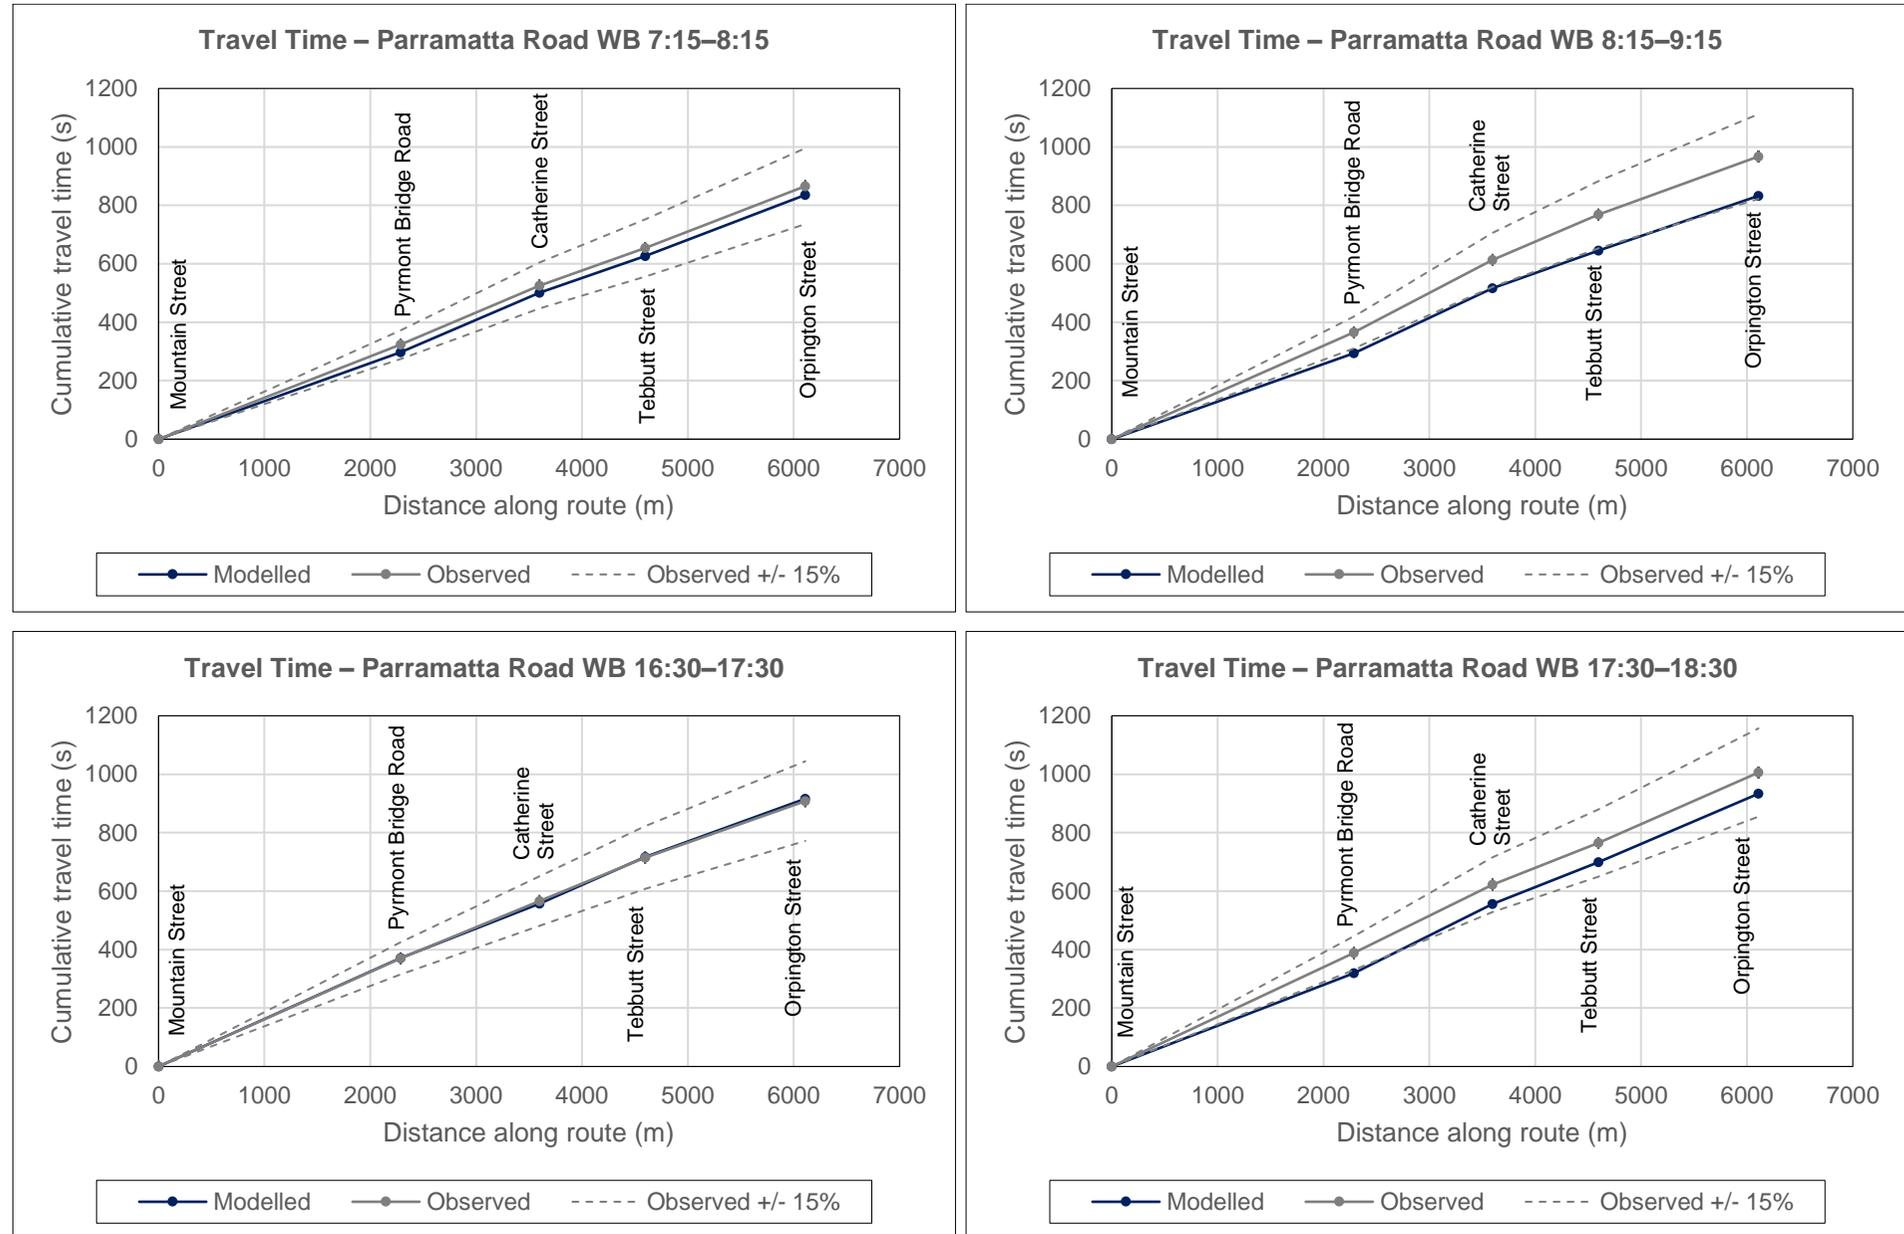 Travel Time – Parramatta Road WB 7:15–8:15
Cumulative travel time (s)
1200
1000
800
600
400
200
0
Mountain Street
Pyrmont Bridge Road
Catherine Street
Tebbutt Street
Orpington Street
0 1000 2000 3000 4000 5000 6000 7000
Distance along route (m)
Modelled Observed Observed +/- 15%
Travel Time – Parramatta Road WB 8:15–9:15
Cumulative travel time (s)
1200
1000
800
600
400
200
0
Mountain Street
Pyrmont Bridge Road
Catherine
Street
Tebbutt Street
Orpington Street
0 1000 2000 3000 4000 5000 6000 7000
Distance along route (m)
Modelled Observed Observed +/- 15%
Travel Time – Parramatta Road WB 16:30–17:30
Cumulative travel time (s)
1200
1000
800
600
400
200
0
Mountain Street
Pyrmont Bridge Road
Catherine
Street
Tebbutt Street
Orpington Street
0 1000 2000 3000 4000 5000 6000 7000
Distance along route (m)
Modelled Observed Observed +/- 15%
Travel Time – Parramatta Road WB 17:30–18:30
Cumulative travel time (s)
1200
1000
800
600
400
200
0
Mountain Street
Pyrmont Bridge Road
Catherine
Street
Tebbutt Street
Orpington Street
0 1000 2000 3000 4000 5000 6000 7000
Distance along route (m)
Modelled Observed Observed +/- 15%